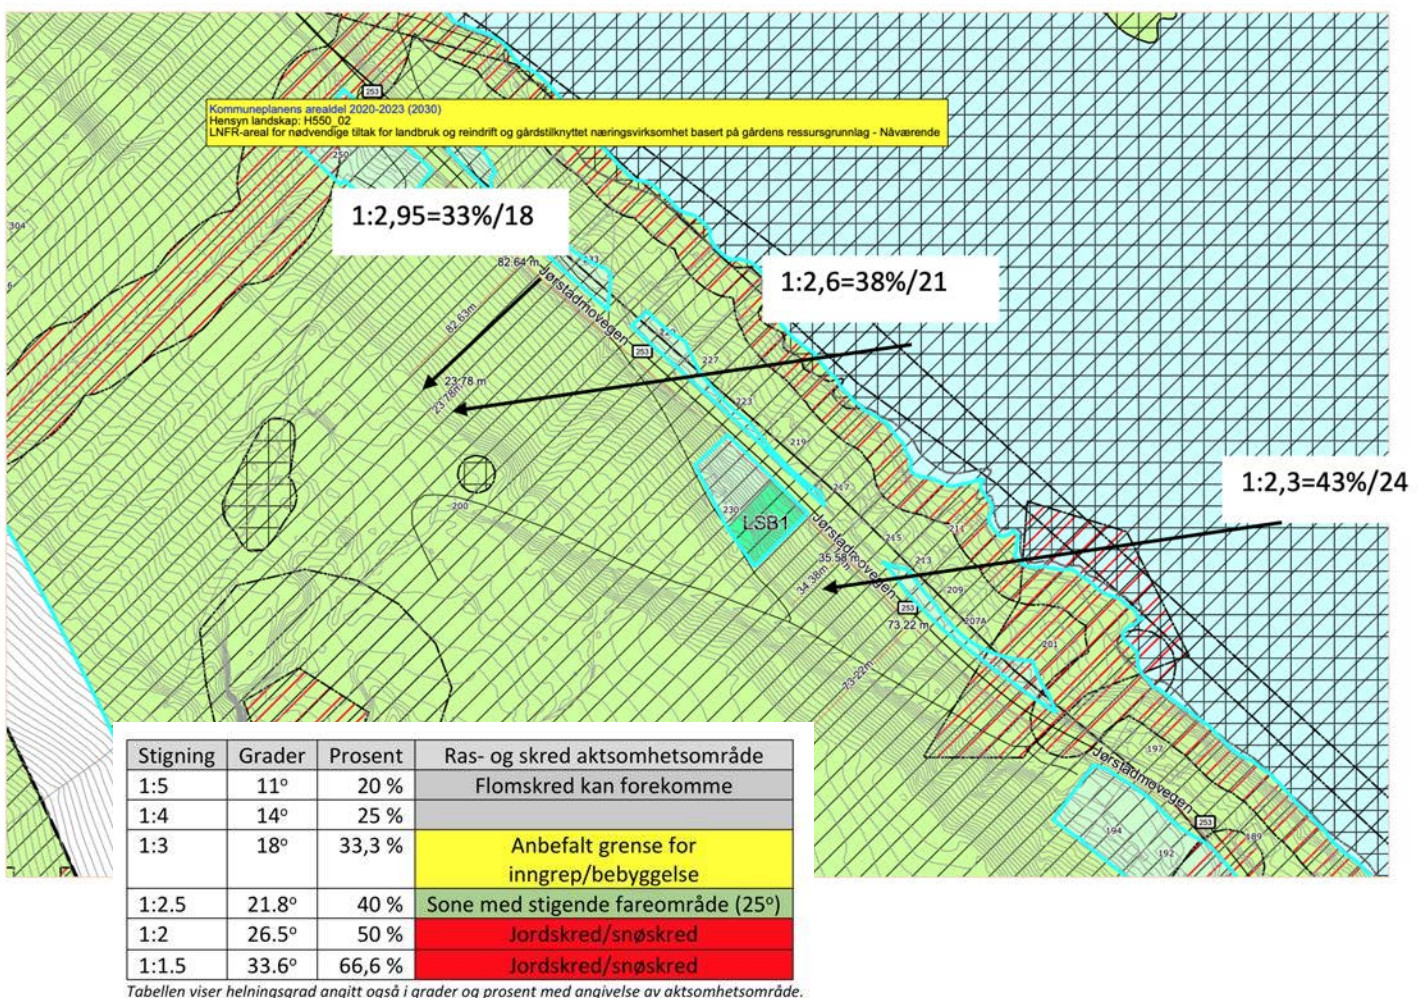 253
Kommuneplanens arealdel 2020-2023 (2030)
Hensyn landskap: H550_02
LNFR-areal for nødvendige tiltak for landbruk og reindrift og gårdstilknyttet næringsvirksomhet basert på gårdens ressursgrunnlag - Nåværende
250
1:2,95=33%/18
304
82.64 m
Jørstadmovegen
1:2,6=38%/21
82.63m
253
227
23.78 m
23.78m
223
219
1:2,3=43%/24
217
200
230
LSB1
Jørstadmovegen
211
215
35.58 m
213
34.38m
209
253
207A
73.22 m
201
73.22m
197
Jørstadmovegen
253
194
189
192
Stigning Grader Prosent Ras- og skred aktsomhetsområde
1:5 11° 20 % Flomskred kan forekomme
1:4 14° 25 %
1:3 18° 33,3 % Anbefalt grense for
inngrep/bebyggelse
1:2.5 21.8° 40 % Sone med stigende fareområde (25°)
1:2 26.5° 50 % Jordskred/snøskred
1:1.5 33.6° 66,6 % Jordskred/snøskred
Tabellen viser helningsgrad angitt også i grader og prosent med angivelse av aktsomhetsområde.